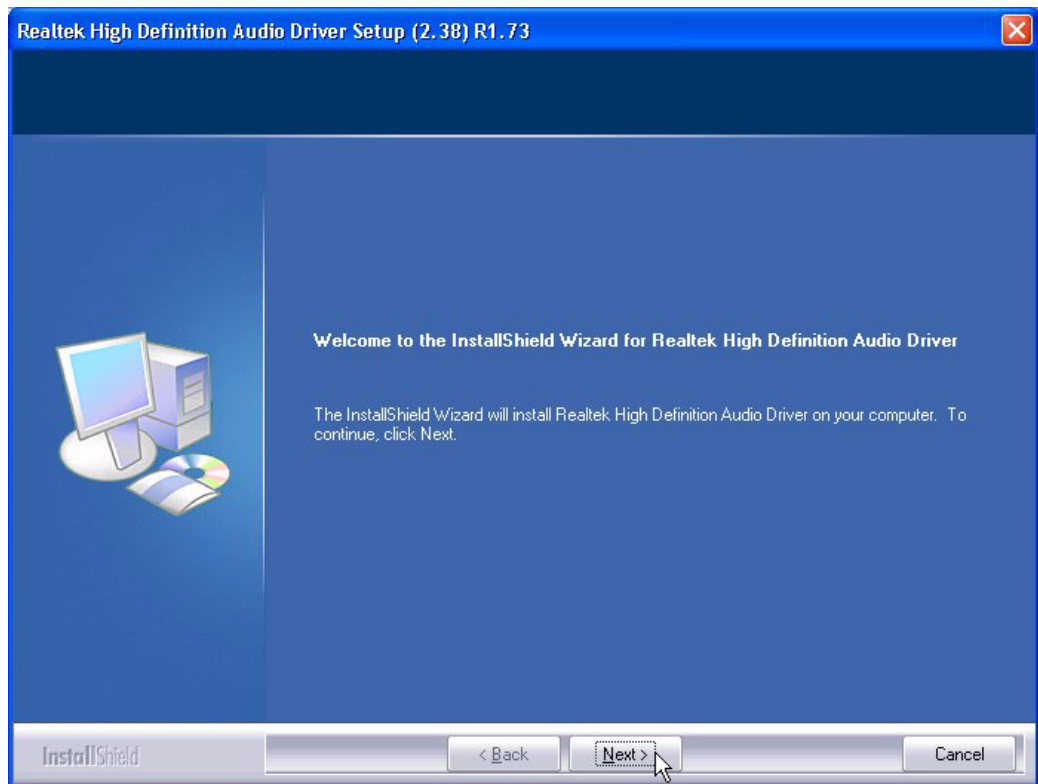 Realtek High Definition Audio Driver Setup (2.38) R1.73
Welcome to the InstallShield Wizard for Realtek High Definition Audio Driver
The InstallShield Wizard will install Realtek High Definition Audio Driver on your computer. To
continue, click Next.
InstallShield
< Back
Next >
Cancel